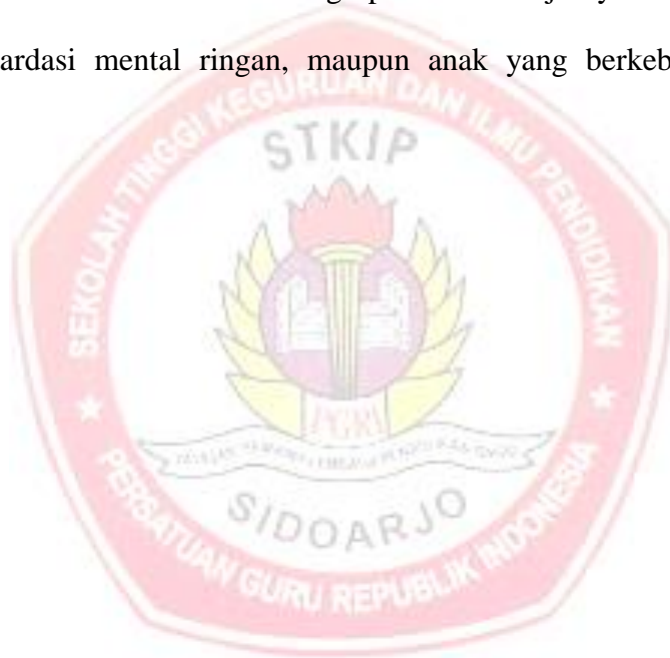 ardasi mental ringan, maupun anak yang berkeb
SEKOLAH TINGGI KEGURUAN DAN ILMU PENDIDIKAN
STKIP
PGRI
SIDOARJO
PERSATUAN GURU REPUBLIK INDONESIA